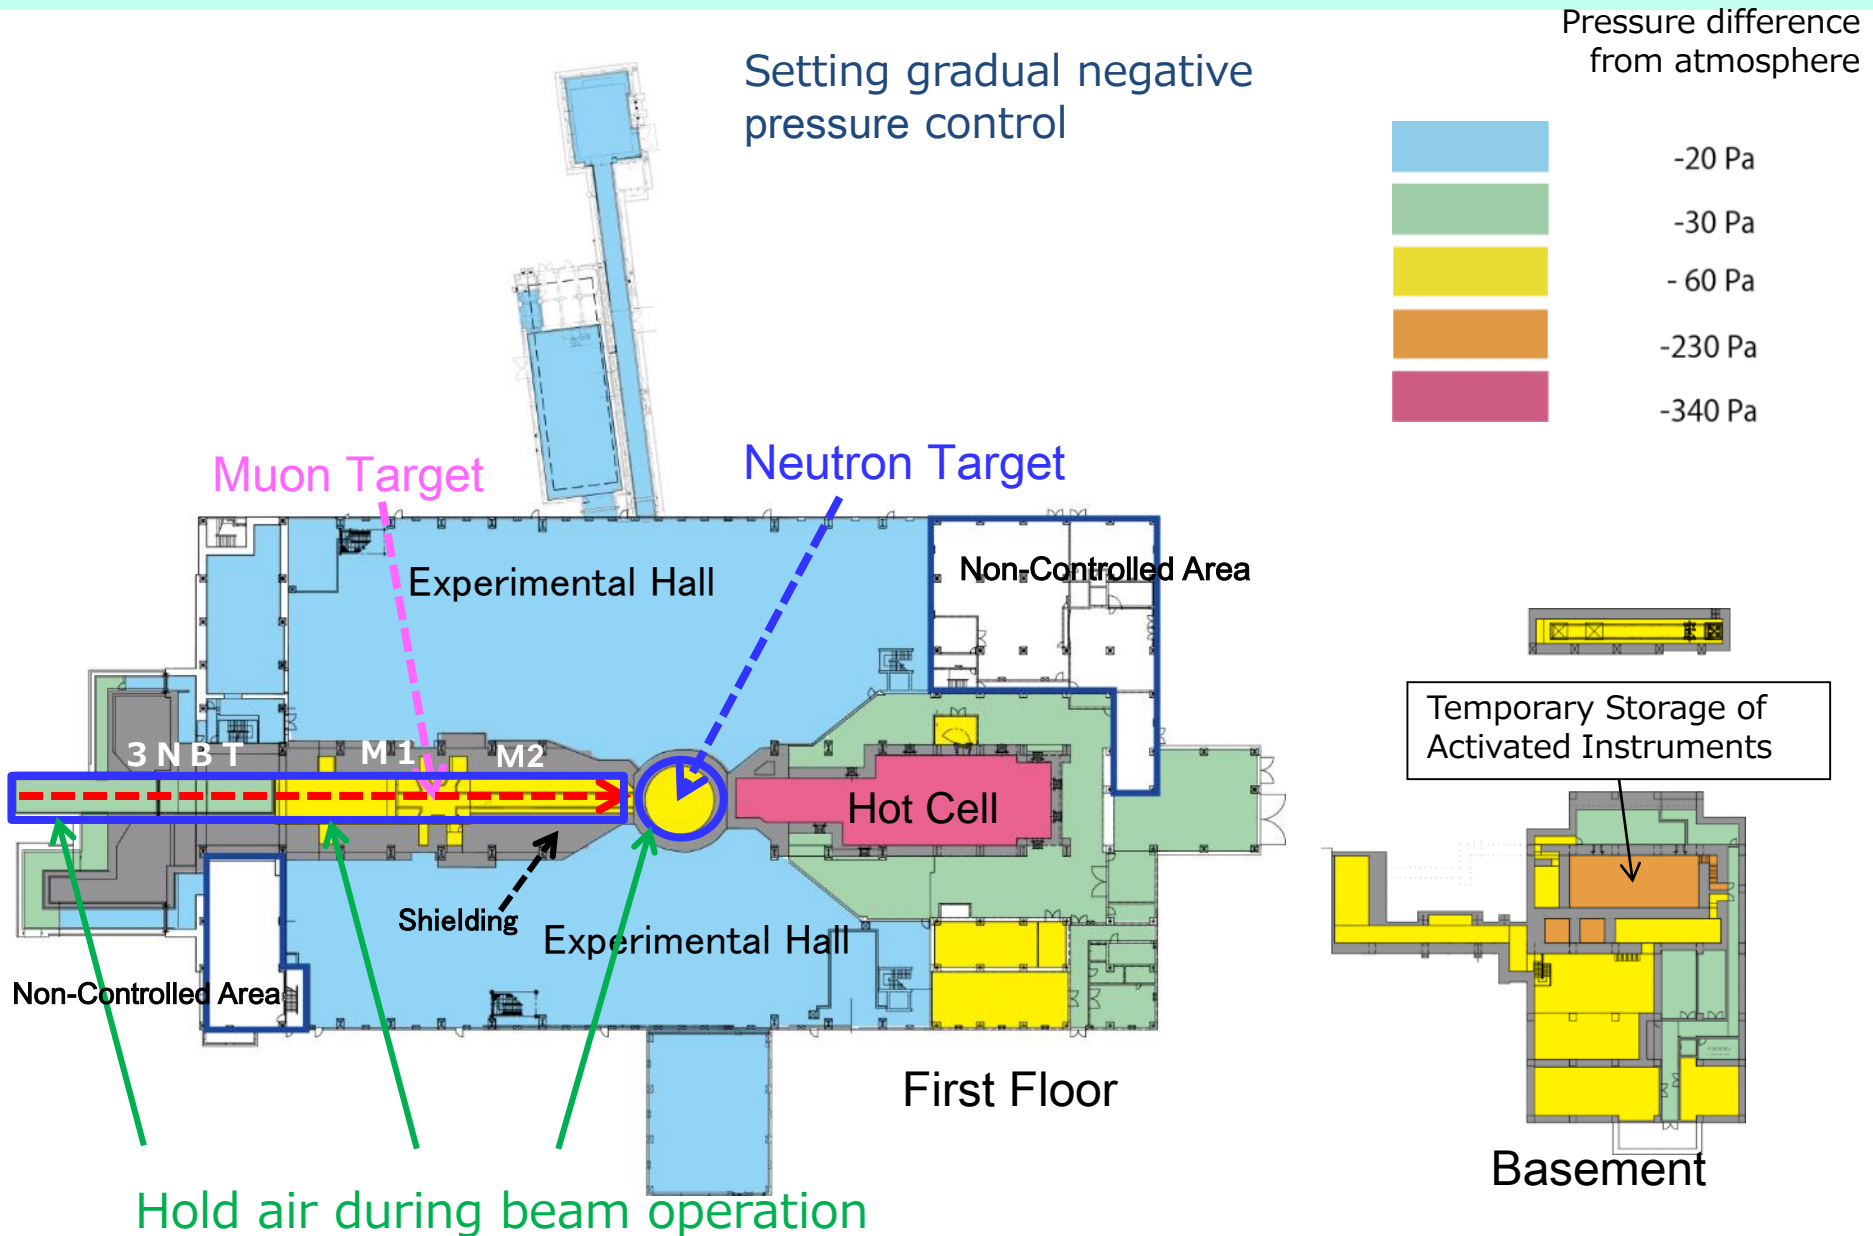 Pressure difference
from atmosphere
Setting gradual negative
pressure control
-20 Pa
-30 Pa
- 60 Pa
-230 Pa
-340 Pa
Muon Target
Neutron Target
Experimental Hall
Non-Controlled Area
Temporary Storage of
Activated Instruments
3 N B T
M 1
M2
Hot Cell
Shielding
Experimental Hall
Non-Controlled Area
First Floor
Basement
Hold air during beam operation